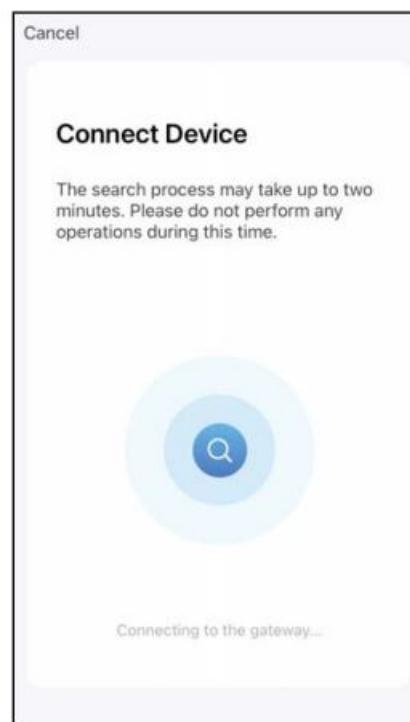 Cancel
Connect Device
The search process may take up to two
minutes. Please do not perform any
operations during this time.
Connecting to the gateway...